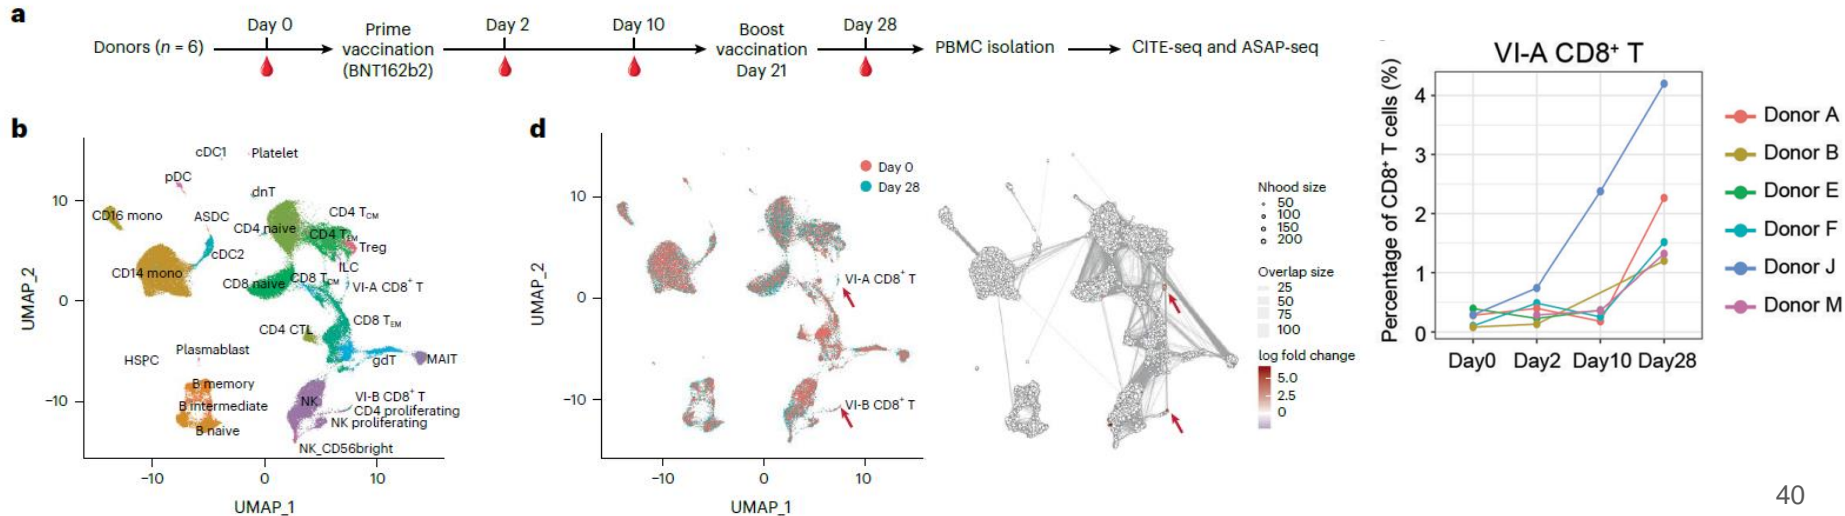 a
Donors (n = 6)
Day 0
Prime
vaccination
(BNT162b2)
Day 2
Day 10
Boost
vaccination
Day 21
Day 28
PBMC isolation
CITE-seq and ASAP-seq
b
UMAP_2
10
0
−10
cDC1
Platelet
pDC
dnT
CD16 mono
ASDC
CD4 TCM
CD4 naive
CD4 TEM
Treg
cDC2
ILC
CD14 mono
CD8 TCM
CD8 naive
VI-A CD8+ T
CD8 TEM
CD4 CTL
Plasmablast
HSPC
gdT
MAIT
B memory
VI-B CD8+ T
NK
B intermediate
CD4 proliferating
NK proliferating
B naive
NK_CD56bright
−10
0
10
UMAP_1
d
UMAP_2
10
0
−10
Day 0
Day 28
VI-A CD8+ T
VI-B CD8+ T
−10
0
10
UMAP_1
Nhood size
50
100
150
200
Overlap size
25
50
75
100
log fold change
5.0
2.5
0
VI-A CD8+ T
Percentage of CD8+ T cells (%)
4
3
2
1
0
Day0
Day2
Day10
Day28
Donor A
Donor B
Donor E
Donor F
Donor J
Donor M
40